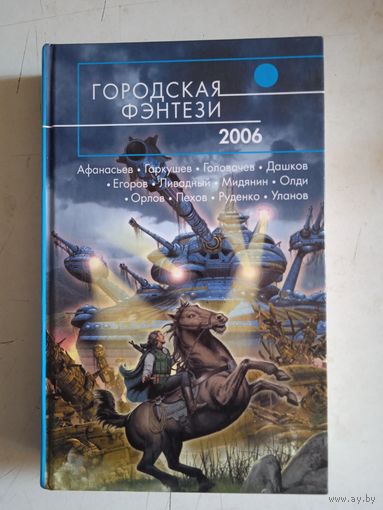 ГОРОДСКАЯ
ФЭНТЕЗИ
2006
Афанасьев • Гаркушев • Головачев • Дашков
• Егоров • Ливадный • Мидянин • Олди
• Орлов • Пехов • Руденко • Уланов
www.ay.by